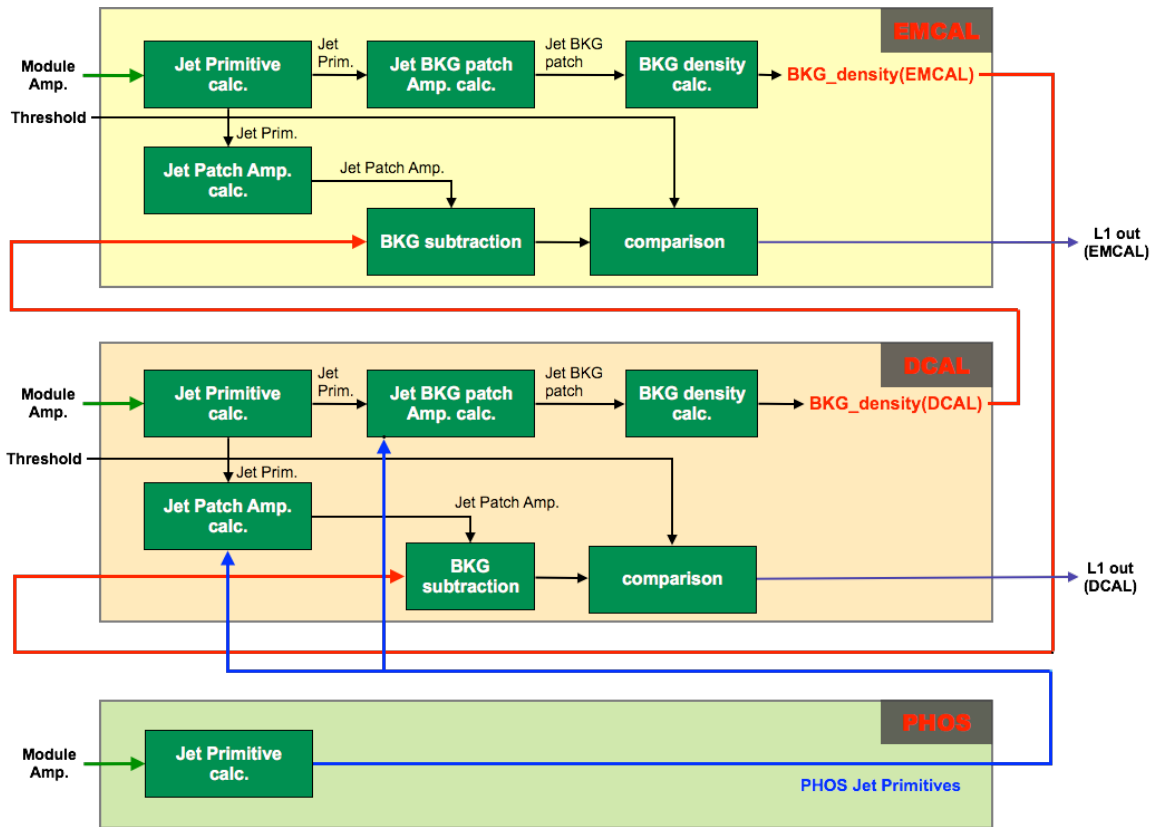 EMCAL
Module
Amp.
Jet Primitive
calc.
Jet
Prim.
Jet BKG patch
Amp. calc.
Jet BKG
patch
BKG density
calc.
BKG_density(EMCAL)
Threshold
Jet Prim.
Jet Patch Amp.
calc.
Jet Patch Amp.
BKG subtraction
comparison
L1 out
(EMCAL)
DCAL
Module
Amp.
Jet Primitive
calc.
Jet
Prim.
Jet BKG patch
Amp. calc.
Jet BKG
patch
BKG density
calc.
BKG_density(DCAL)
Threshold
Jet Prim.
Jet Patch Amp.
calc.
Jet Patch Amp.
BKG
subtraction
comparison
L1 out
(DCAL)
PHOS
Module
Amp.
Jet Primitive
calc.
PHOS Jet Primitives